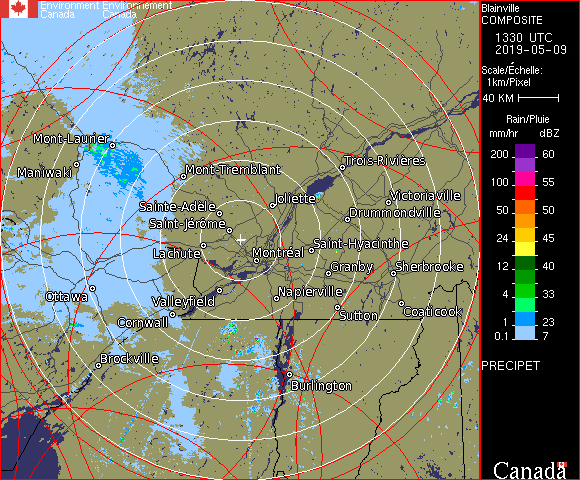 Environment Environnement
Canada Canada
Mont-Laurier
Maniwaki
Mont-Tremblant
Trois-Rivières
Sainte-Adèle
Joliette
Victoriaville
Drummondville
Saint-Jérôme
Lachute
Montréal
Saint-Hyacinthe
Granby
Sherbrooke
Ottawa
Valleyfield
Napierville
Cornwall
Sutton
Coaticook
Brockville
Burlington
Blainville
COMPOSITE
1330 UTC
2019-05-09
Scale/Échelle:
1km/Pixel
40 KM
Rain/Pluie
mm/hr dBZ
200 60
100 55
50 50
24 45
12 40
4 33
1 23
0.1 7
PRECIPET
Canada